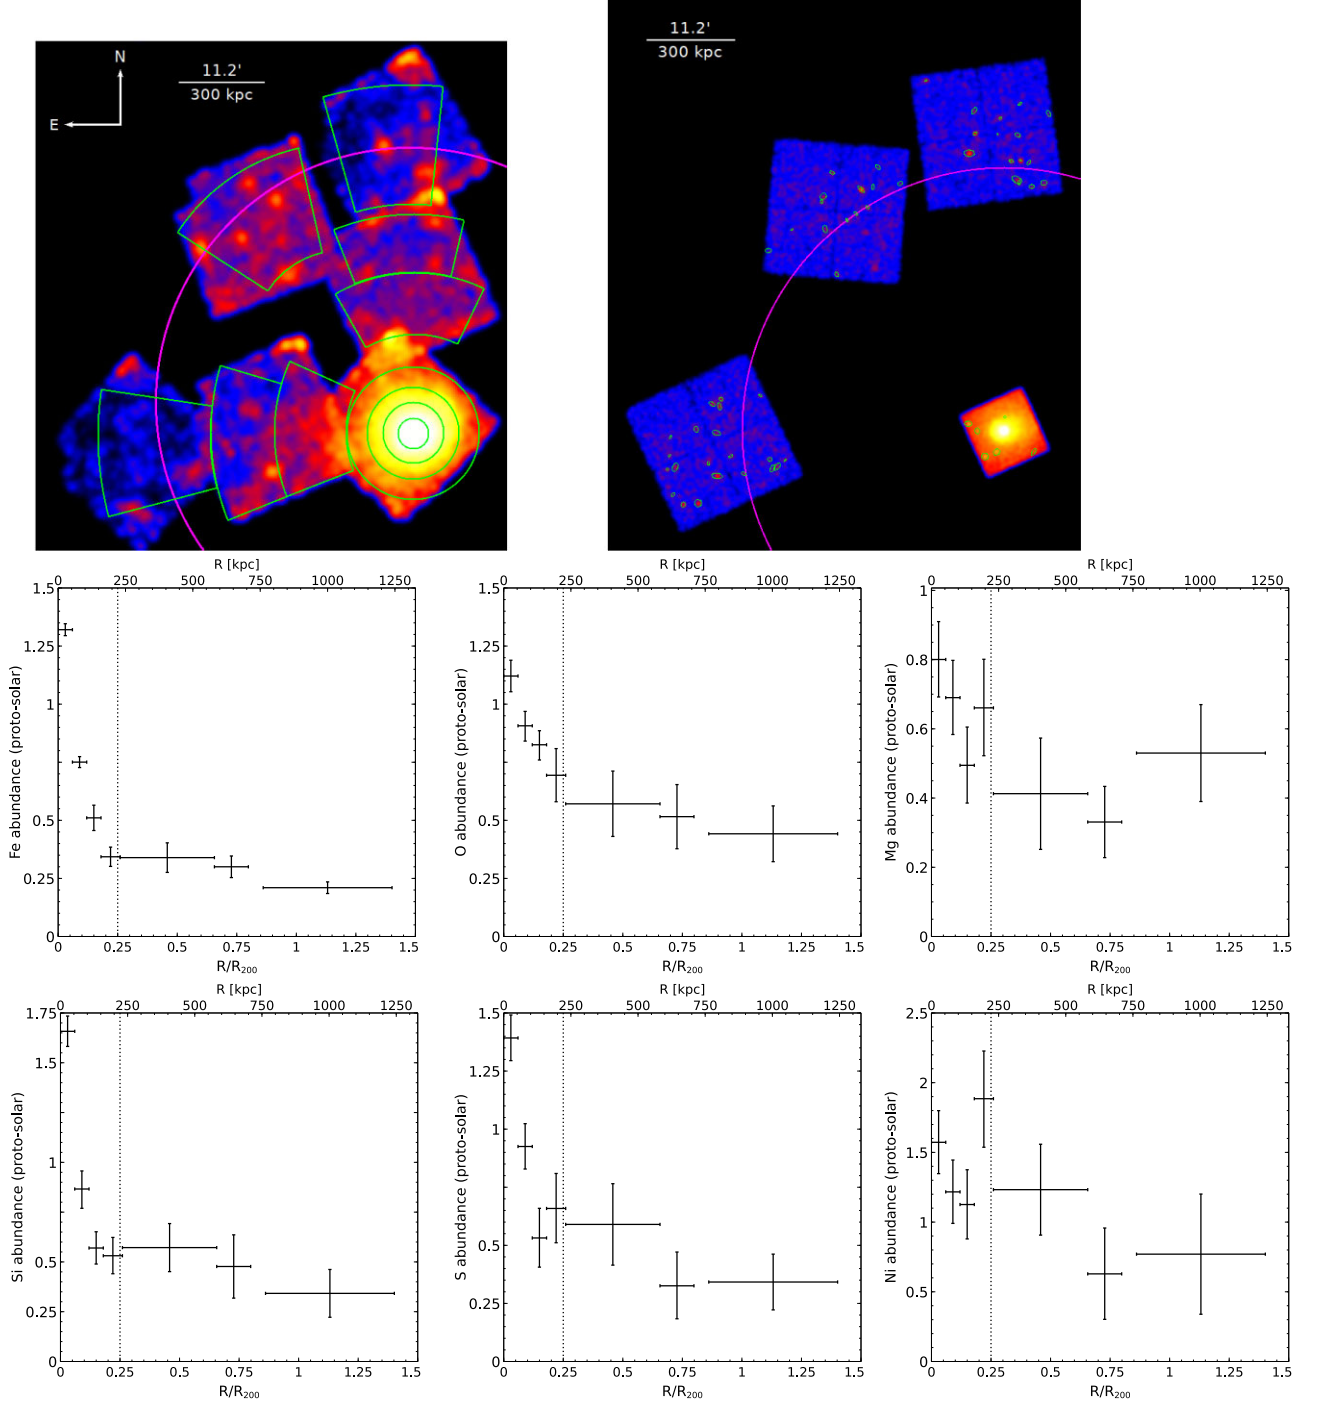 N
E
11.2'
300 kpc
11.2'
300 kpc
R [kpc]
0 250 500 750 1000 1250
Fe abundance (proto-solar)
1.5
1.25
1
0.75
0.5
0.25
0
0 0.25 0.5 0.75 1 1.25 1.5
R/R200
R [kpc]
0 250 500 750 1000 1250
O abundance (proto-solar)
1.5
1.25
1
0.75
0.5
0.25
0
0 0.25 0.5 0.75 1 1.25 1.5
R/R200
R [kpc]
0 250 500 750 1000 1250
Mg abundance (proto-solar)
1
0.8
0.6
0.4
0.2
0
0 0.25 0.5 0.75 1 1.25 1.5
R/R200
R [kpc]
0 250 500 750 1000 1250
Si abundance (proto-solar)
1.75
1.5
1
0.5
0.25
0
0 0.25 0.5 0.75 1 1.25 1.5
R/R200
R [kpc]
0 250 500 750 1000 1250
S abundance (proto-solar)
1.5
1.25
1
0.5
0.25
0
0 0.25 0.5 0.75 1 1.25 1.5
R/R200
R [kpc]
0 250 500 750 1000 1250
Ni abundance (proto-solar)
2.5
2
1.5
1
0.5
0
0 0.25 0.5 0.75 1 1.25 1.5
R/R200